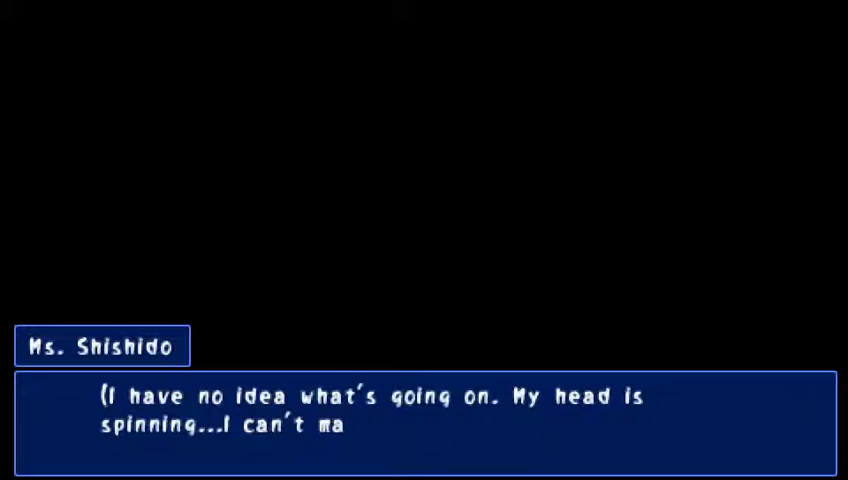 Ms. Shishido
(I have no idea what's going on. My head is
spinning...I can't ma